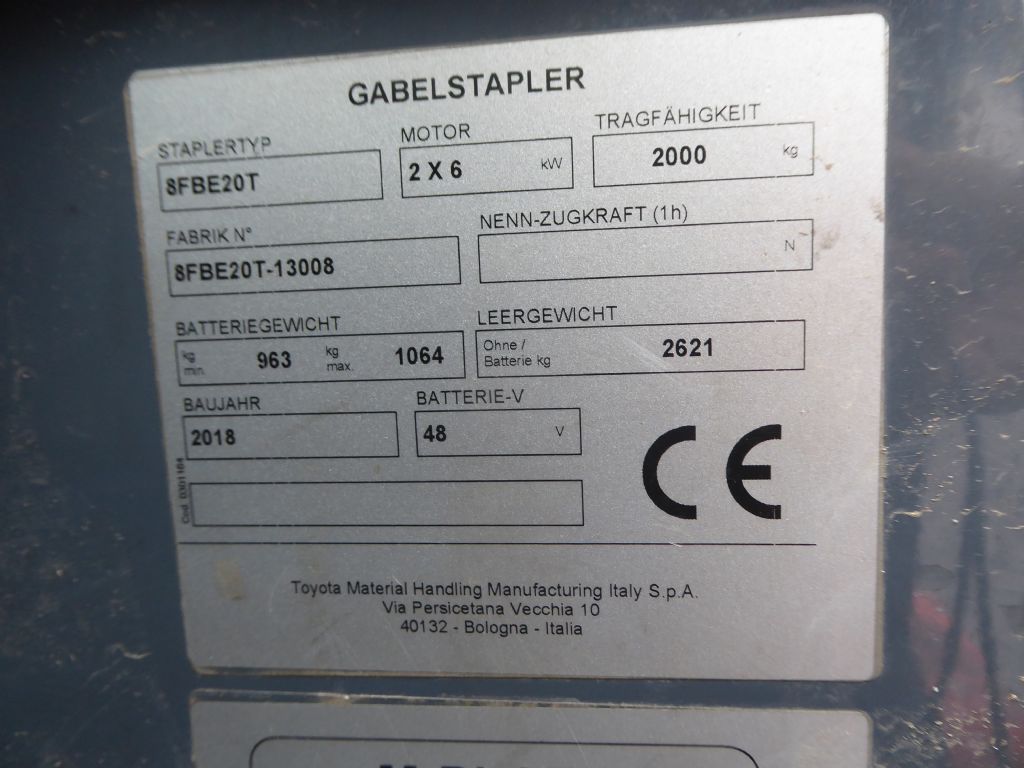 GABELSTAPLER
STAPLERTYP MOTOR TRAGFÄHIGKEIT
8FBE20T 2 X 6 kW 2000 kg
FABRIK N° NENN-ZUGKRAFT (1h)
8FBE20T-13008 N
BATTERIEGEWICHT LEERGEWICHT
kg min. 963 kg max. 1064 Ohne / Batterie kg 2621
BAUJAHR BATTERIE-V
2018 48 V
Cod. 0301164
CE
Toyota Material Handling Manufacturing Italy S.p.A.
Via Persicetana Vecchia 10
40132 - Bologna - Italia